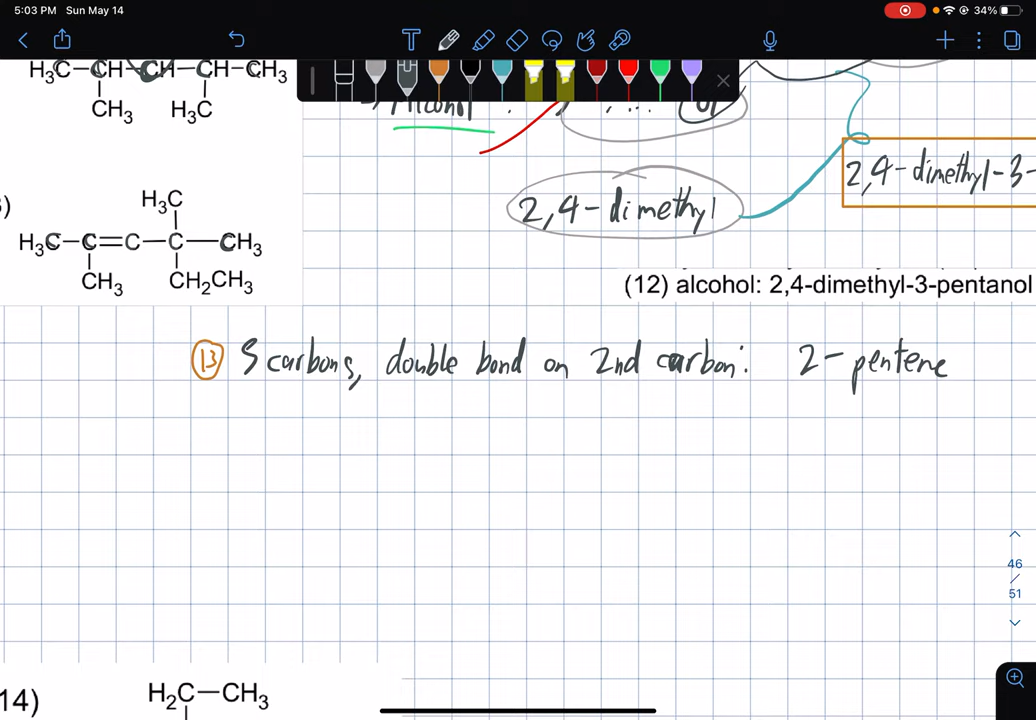 5:03 PM Sun May 14
34%
H₃C—CH—CH—CH—CH₃
CH₃ H₃C
Alcohol
or
2,4-dimethyl-3-
2,4-dimethyl
H₃C
H₃C—C=C—C—CH₃
CH₃ CH₂CH₃
(12) alcohol: 2,4-dimethyl-3-pentanol
13 5 carbons, double bond on 2nd carbon: 2-pentene
46
/
51
14) H₂C—CH₃